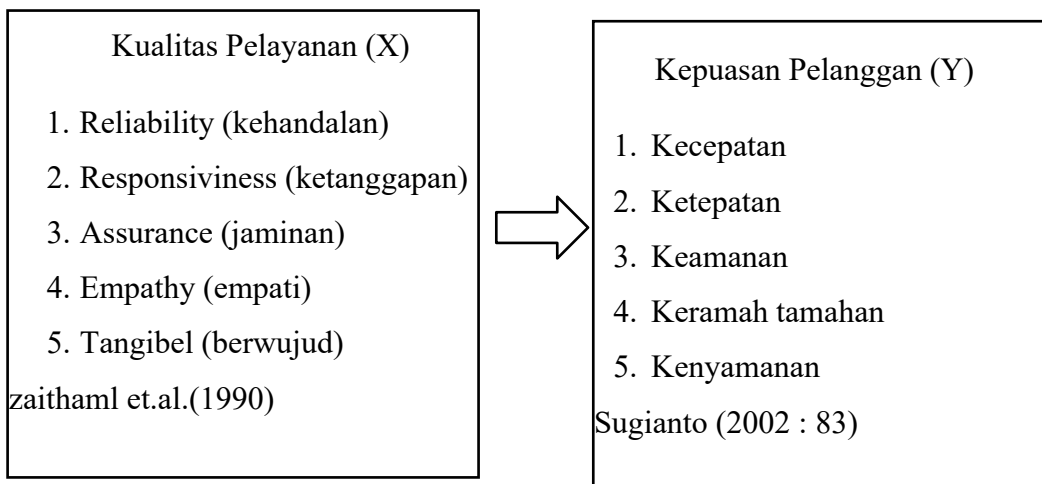 Kualitas Pelayanan (X)
1. Reliability (kehandalan)
2. Responsiviness (ketanggapan)
3. Assurance (jaminan)
4. Empathy (empati)
5. Tangibel (berwujud)
zaithaml et.al.(1990)
Kepuasan Pelanggan (Y)
1. Kecepatan
2. Ketepatan
3. Keamanan
4. Keramah tamahan
5. Kenyamanan
Sugianto (2002 : 83)